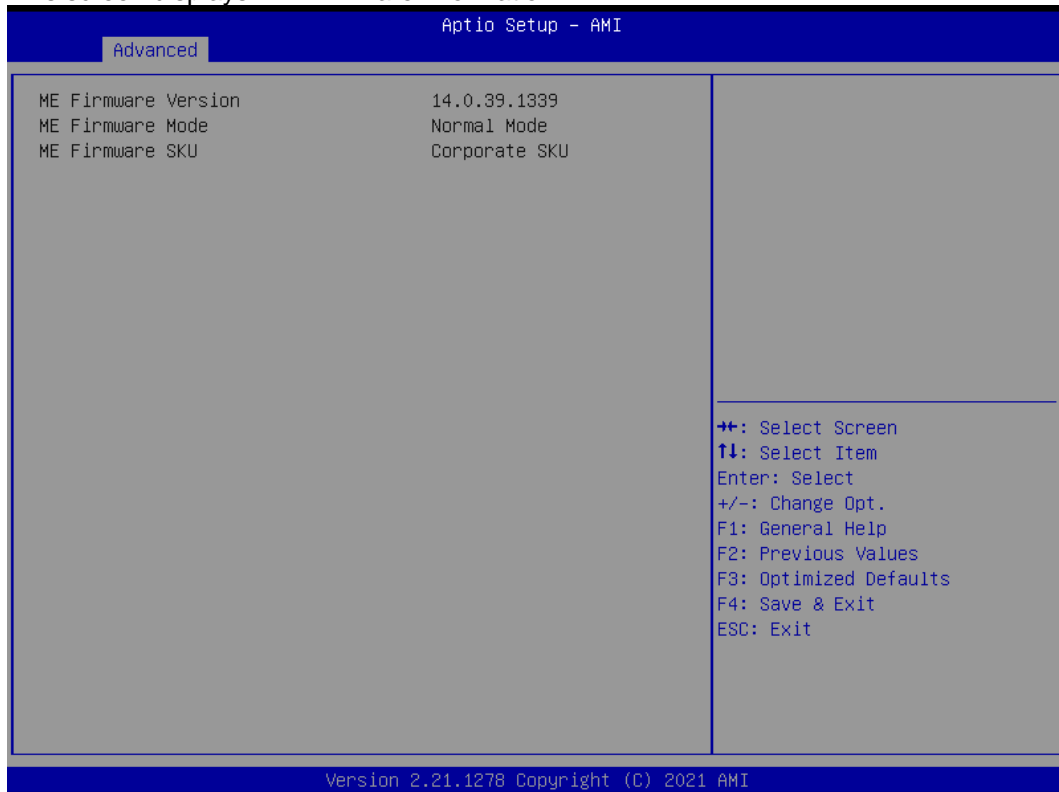 Aptio Setup – AMI
Advanced
ME Firmware Version 14.0.39.1339
ME Firmware Mode Normal Mode
ME Firmware SKU Corporate SKU
→←: Select Screen
↑↓: Select Item
Enter: Select
+/-: Change Opt.
F1: General Help
F2: Previous Values
F3: Optimized Defaults
F4: Save & Exit
ESC: Exit
Version 2.21.1278 Copyright (C) 2021 AMI